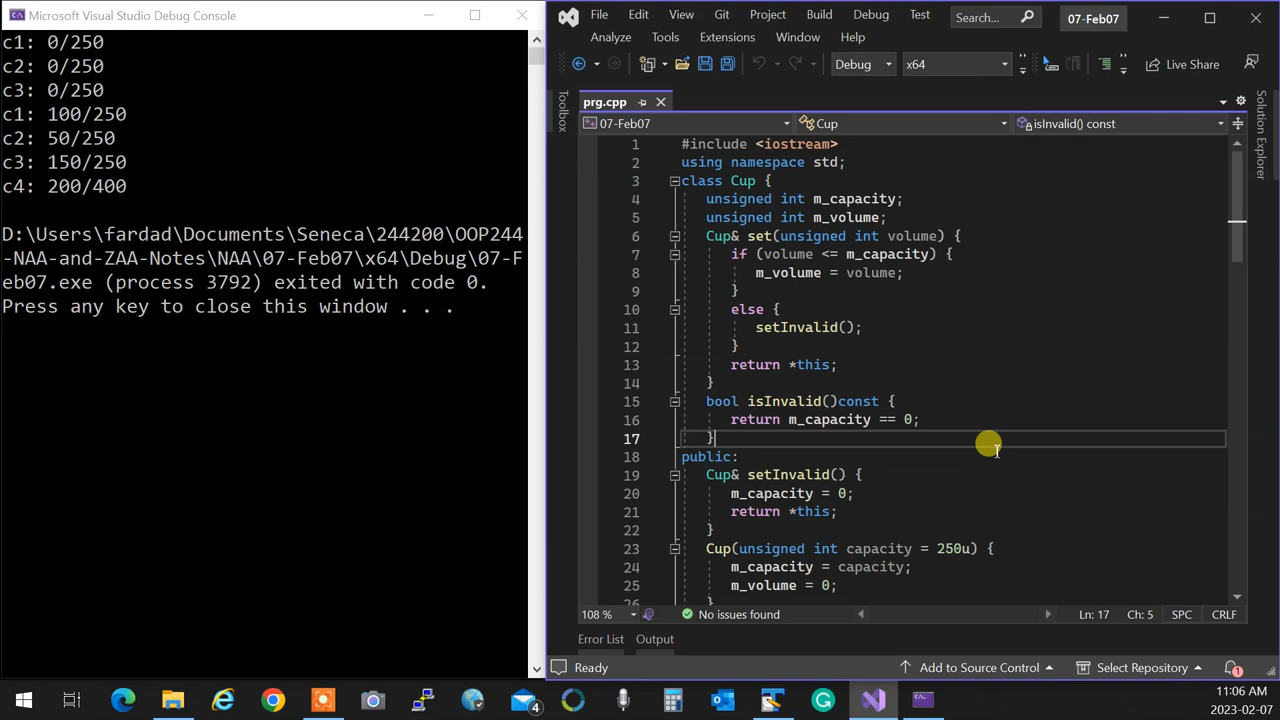 Microsoft Visual Studio Debug Console
c1: 0/250
c2: 0/250
c3: 0/250
c1: 100/250
c2: 50/250
c3: 150/250
c4: 200/400
D:\Users\fardad\Documents\Seneca\244200\OOP244
-NAA-and-ZAA-Notes\NAA\07-Feb07\x64\Debug\07-F
eb07.exe (process 3792) exited with code 0.
Press any key to close this window . . .
File Edit View Git Project Build Debug Test Search... 07-Feb07
Analyze Tools Extensions Window Help
Debug x64 Live Share
Toolbox
prg.cpp
07-Feb07 Cup isInvalid() const
Solution Explorer
1 #include <iostream>
2 using namespace std;
3 class Cup {
4 unsigned int m_capacity;
5 unsigned int m_volume;
6 Cup& set(unsigned int volume) {
7 if (volume <= m_capacity) {
8 m_volume = volume;
9 }
10 else {
11 setInvalid();
12 }
13 return *this;
14 }
15 bool isInvalid()const {
16 return m_capacity == 0;
17 }
18 public:
19 Cup& setInvalid() {
20 m_capacity = 0;
21 return *this;
22 }
23 Cup(unsigned int capacity = 250u) {
24 m_capacity = capacity;
25 m_volume = 0;
26 }
108 % No issues found Ln: 17 Ch: 5 SPC CRLF
Error List Output
Ready Add to Source Control Select Repository 1
4
11:06 AM
2023-02-07